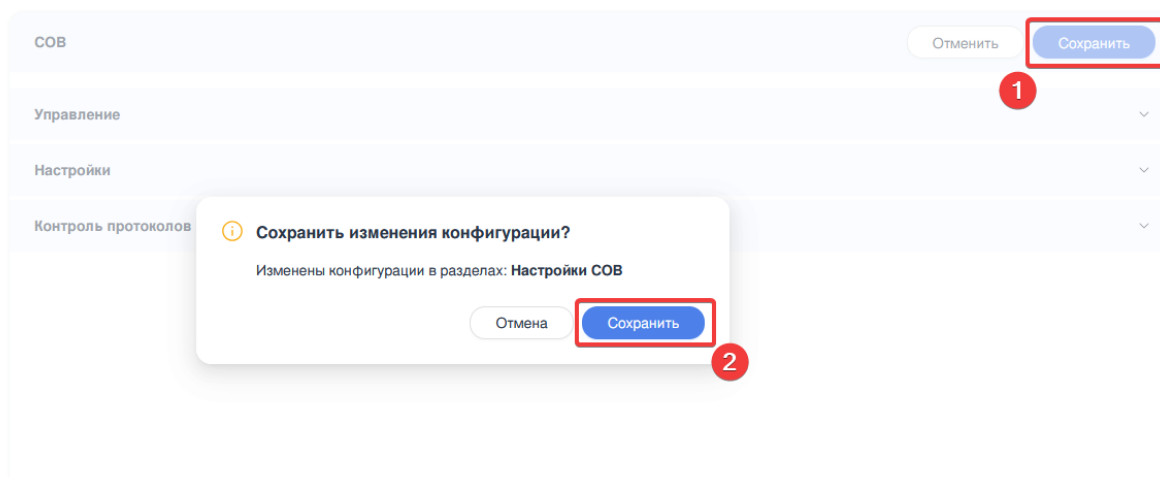 СОВ
Отменить
Сохранить
1
Управление
Настройки
Контроль протоколов
Сохранить изменения конфигурации?
Изменены конфигурации в разделах: Настройки СОВ
Отмена
Сохранить
2